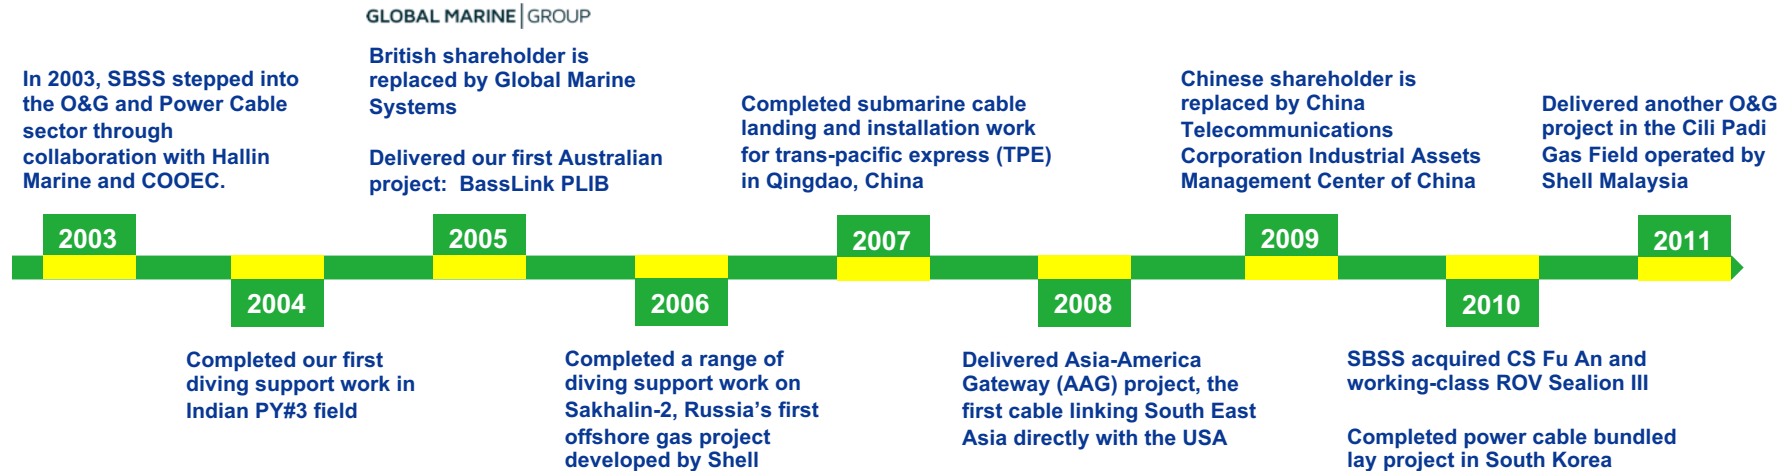 GLOBAL MARINE GROUP
In 2003, SBSS stepped into
the O&G and Power Cable
sector through
collaboration with Hallin
Marine and COOEC.
British shareholder is
replaced by Global Marine
Systems
Delivered our first Australian
project: BassLink PLIB
Completed submarine cable
landing and installation work
for trans-pacific express (TPE)
in Qingdao, China
Chinese shareholder is
replaced by China
Telecommunications
Corporation Industrial Assets
Management Center of China
Delivered another O&G
project in the Cili Padi
Gas Field operated by
Shell Malaysia
2003
2005
2007
2009
2011
2004
2006
2008
2010
Completed our first
diving support work in
Indian PY#3 field
Completed a range of
diving support work on
Sakhalin-2, Russia's first
offshore gas project
developed by Shell
Delivered Asia-America
Gateway (AAG) project, the
first cable linking South East
Asia directly with the USA
SBSS acquired CS Fu An and
working-class ROV Sealion III
Completed power cable bundled
lay project in South Korea